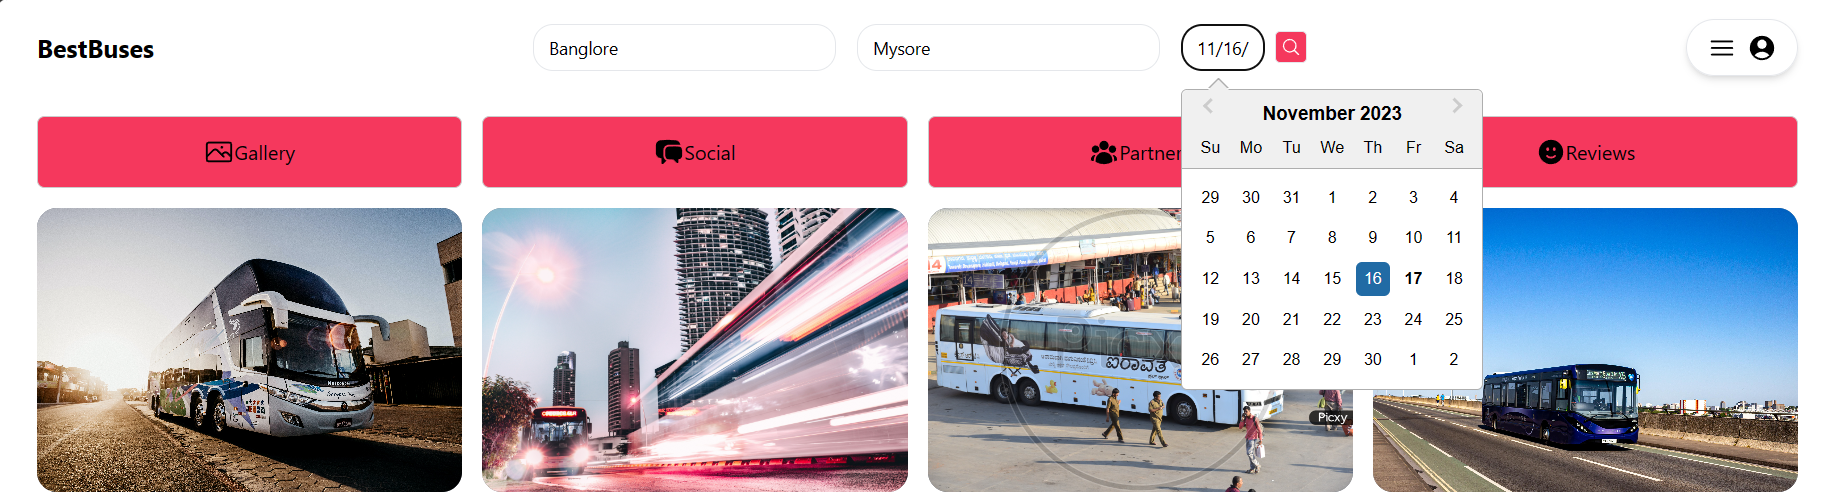 BestBuses
Banglore
Mysore
11/16/
Gallery
Social
Partner
Reviews
November 2023
Su Mo Tu We Th Fr Sa
29 30 31 1 2 3 4
5 6 7 8 9 10 11
12 13 14 15 16 17 18
19 20 21 22 23 24 25
26 27 28 29 30 1 2
ಐರಾವತ
Picxy